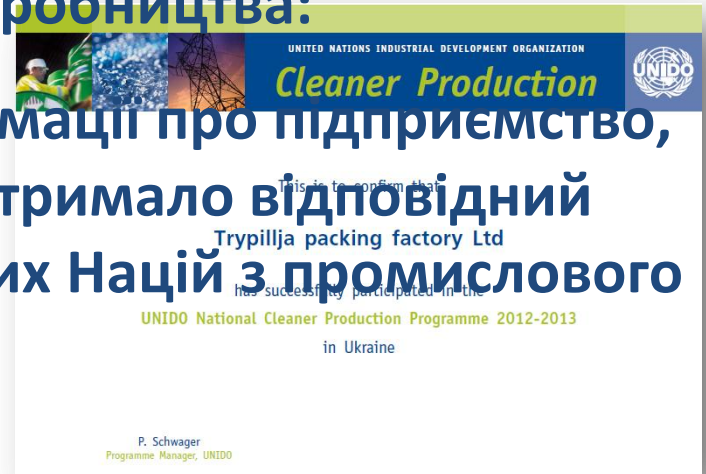 робництва:
UNITED NATIONS INDUSTRIAL DEVELOPMENT ORGANIZATION
Cleaner Production
UNIDO
мації про підприємство,
This is to confirm that
тримало відповідний
Trypillja packing factory Ltd
их Націй з промислового
has successfully participated in the
UNIDO National Cleaner Production Programme 2012-2013
in Ukraine
P. Schwager
Programme Manager, UNIDO